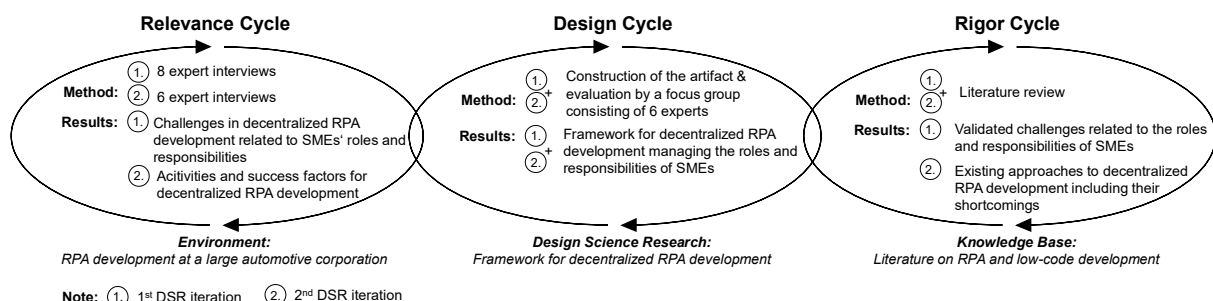 Relevance Cycle
1. 8 expert interviews
Method:
2. 6 expert interviews
Results: 1. Challenges in decentralized RPA
development related to SMEs‘ roles and
responsibilities
2. Acitivities and success factors for
decentralized RPA development
Environment:
RPA development at a large automotive corporation
Design Cycle
1. Construction of the artifact &
Method: + evaluation by a focus group
2. consisting of 6 experts
Results: 1. Framework for decentralized RPA
+ development managing the roles and
2. responsibilities of SMEs
Design Science Research:
Framework for decentralized RPA development
Rigor Cycle
1.
Method: + Literature review
2.
Results: 1. Validated challenges related to the roles
and responsibilities of SMEs
2. Existing approaches to decentralized
RPA development including their
shortcomings
Knowledge Base:
Literature on RPA and low-code development
Note: 1. 1st DSR iteration 2. 2nd DSR iteration